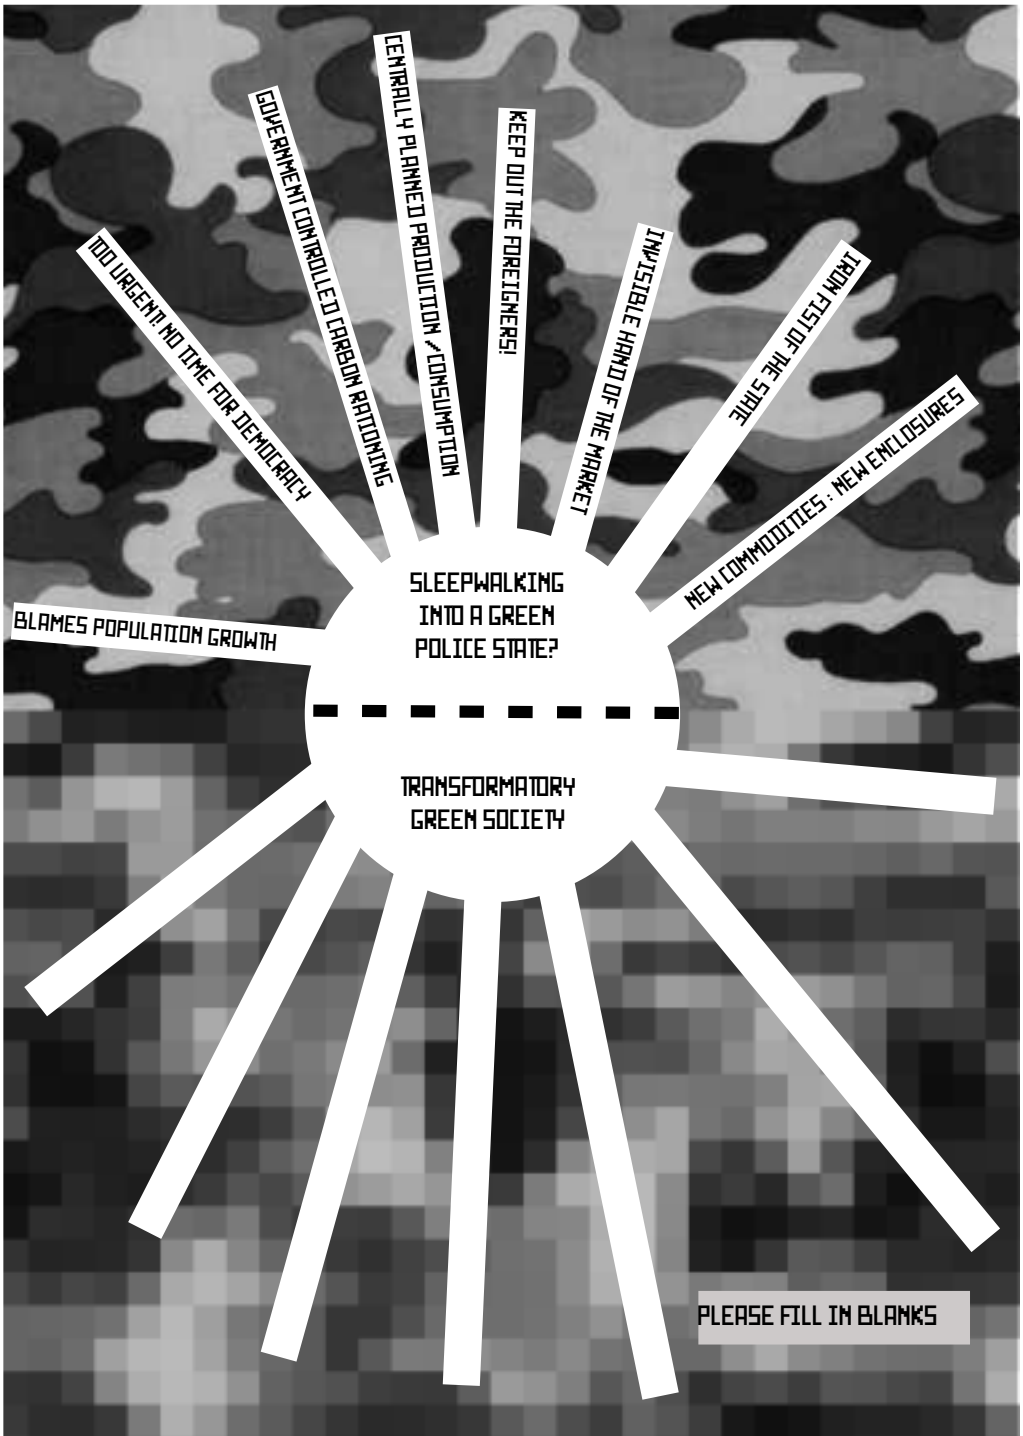 BLAMES POPULATION GROWTH
TOO URGENT! NO TIME FOR DEMOCRACY
GOVERNMENT CONTROLLED CARBON RATIONING
CENTRALLY PLANNED PRODUCTION / CONSUMPTION
KEEP OUT THE FOREIGNERS!
INVISIBLE HAND OF THE MARKET
IRON FIST OF THE STATE
NEW COMMODITIES : NEW ENCLOSURES
SLEEPWALKING
INTO A GREEN
POLICE STATE?
TRANSFORMATORY
GREEN SOCIETY
PLEASE FILL IN BLANKS